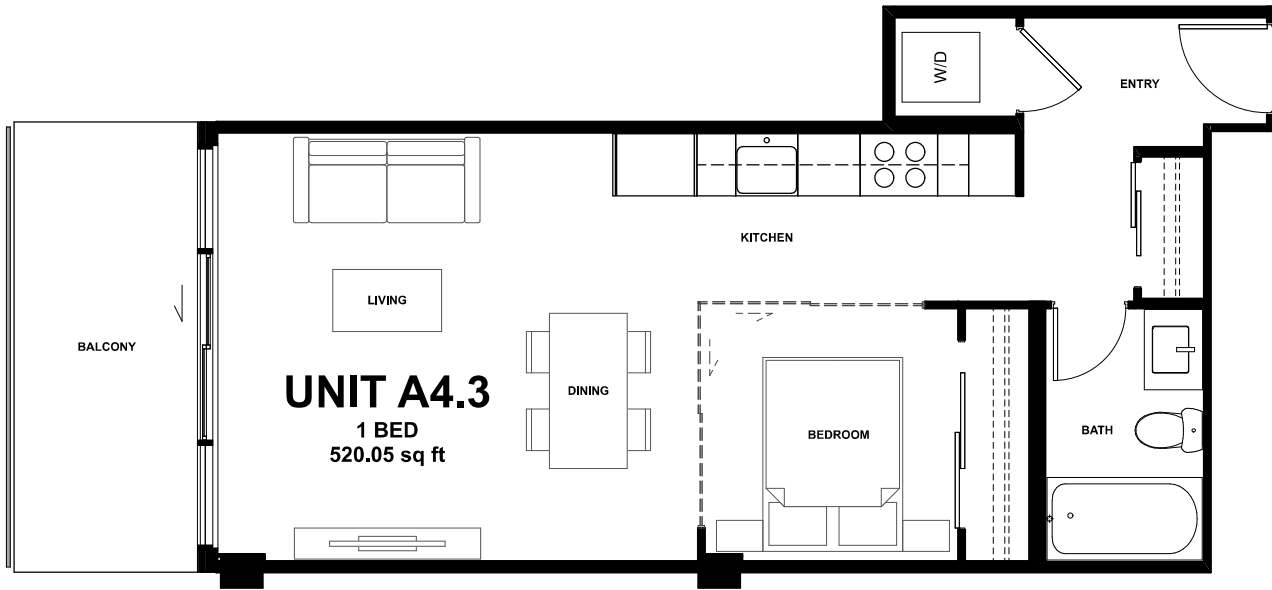 W/D
ENTRY
KITCHEN
LIVING
BALCONY
UNIT A4.3
1 BED
520.05 sq ft
DINING
BEDROOM
BATH